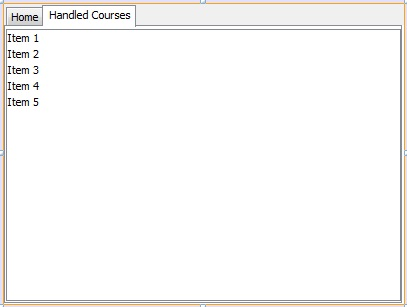 Home Handled Courses
Item 1
Item 2
Item 3
Item 4
Item 5